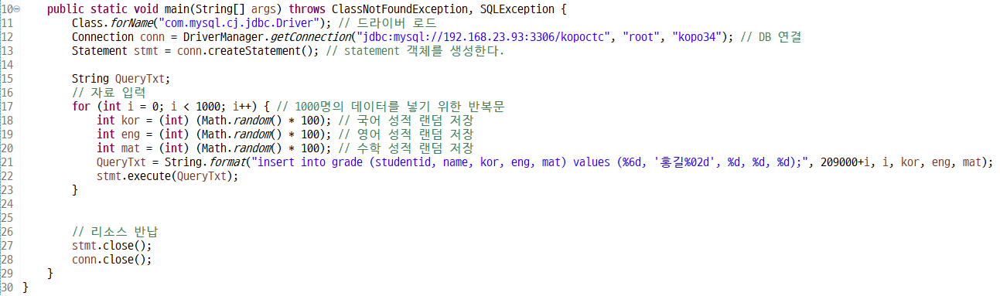 10 public static void main(String[] args) throws ClassNotFoundException, SQLException {
11 Class.forName("com.mysql.cj.jdbc.Driver"); // 드라이버 로드
12 Connection conn = DriverManager.getConnection("jdbc:mysql://192.168.23.93:3306/kopoctc", "root", "kopo34"); // DB 연결
13 Statement stmt = conn.createStatement(); // statement 객체를 생성한다.
14
15 String QueryTxt;
16 // 자료 입력
17 for (int i = 0; i < 1000; i++) { // 1000명의 데이터를 넣기 위한 반복문
18 int kor = (int) (Math.random() * 100); // 국어 성적 랜덤 저장
19 int eng = (int) (Math.random() * 100); // 영어 성적 랜덤 저장
20 int mat = (int) (Math.random() * 100); // 수학 성적 랜덤 저장
21 QueryTxt = String.format("insert into grade (studentid, name, kor, eng, mat) values (%6d, '홍길%02d', %d, %d, %d);", 209000+i, i, kor, eng, mat);
22 stmt.execute(QueryTxt);
23 }
24
25
26 // 리소스 반납
27 stmt.close();
28 conn.close();
29 }
30 }